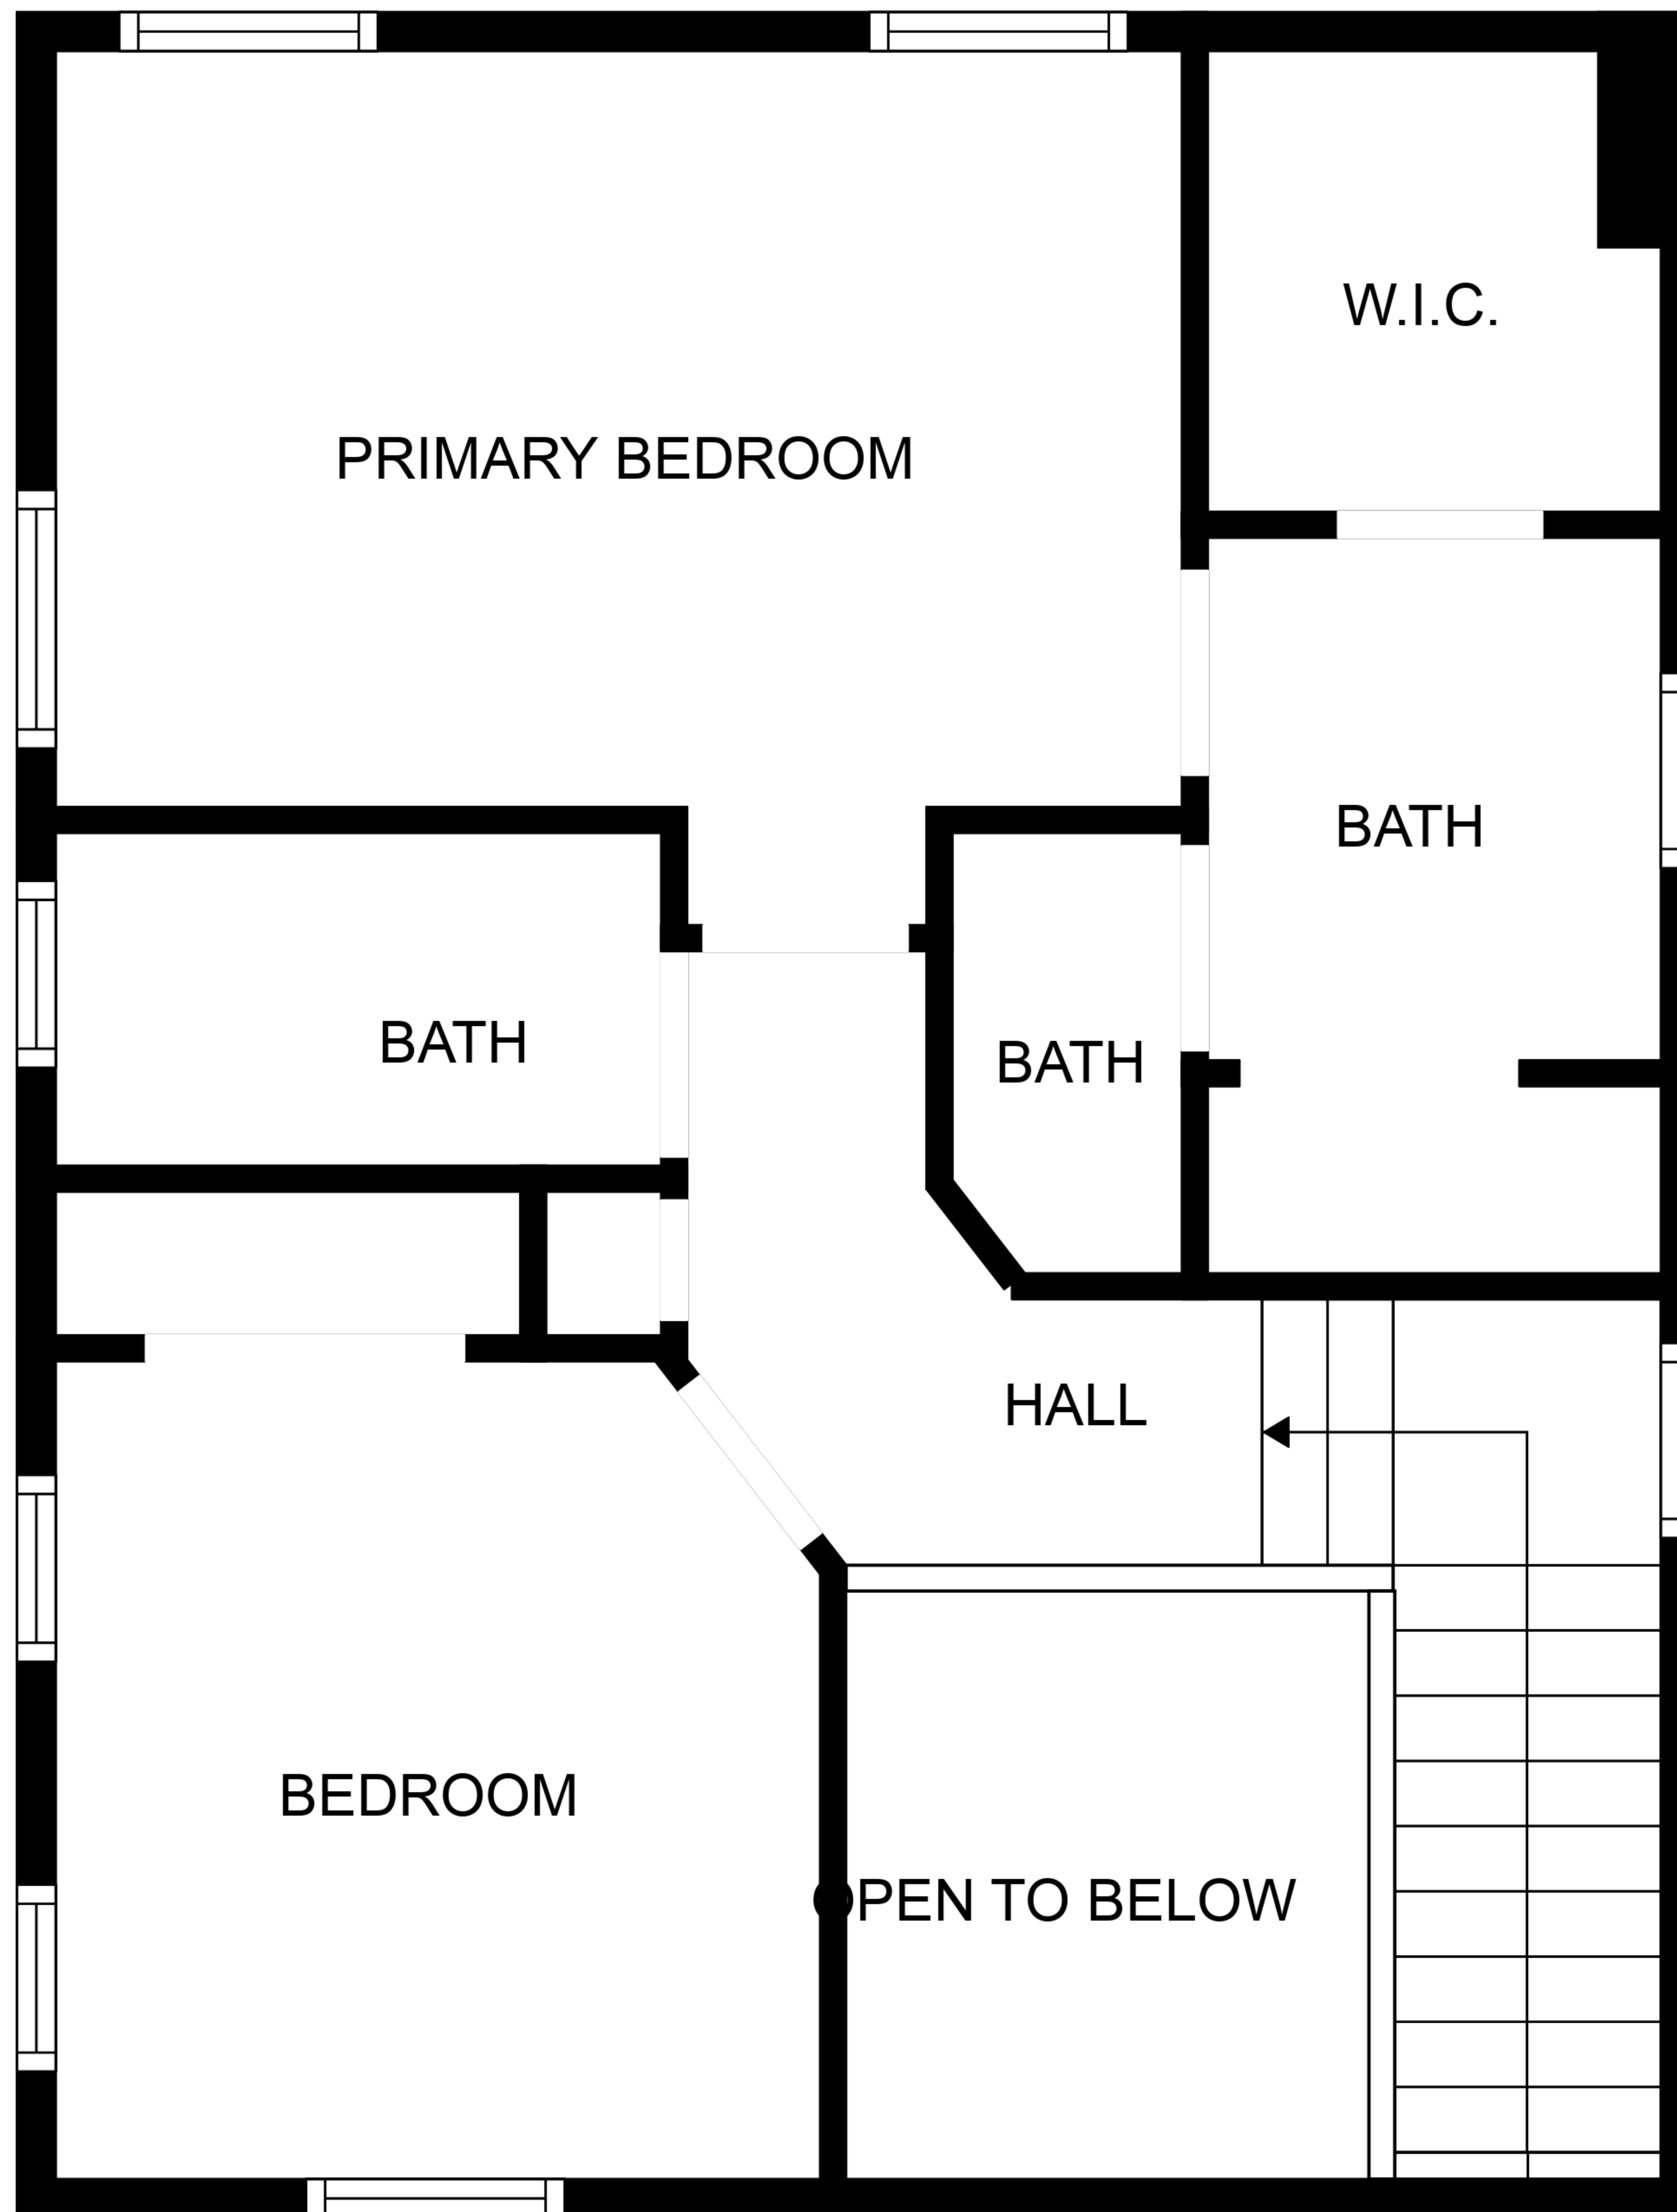 W.I.C.
PRIMARY BEDROOM
BATH
BATH
BATH
HALL
BEDROOM
OPEN TO BELOW